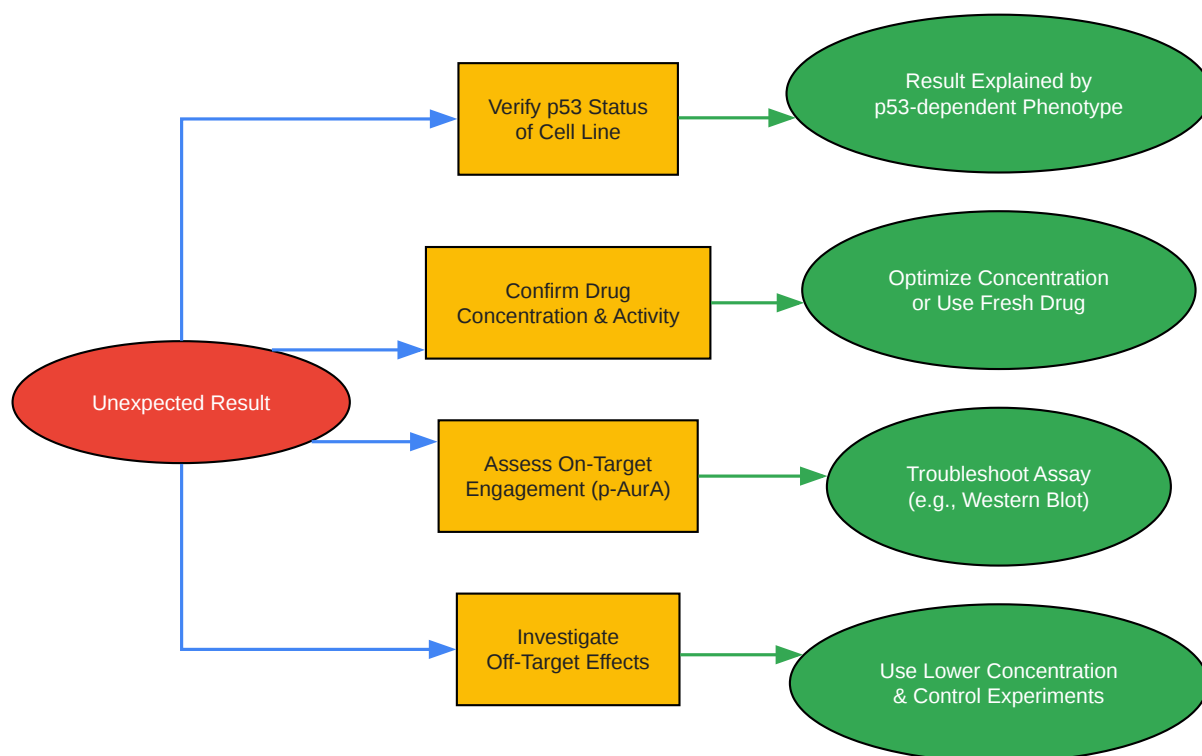 Verify p53 Status
of Cell Line
Result Explained by
p53-dependent Phenotype
Confirm Drug
Concentration & Activity
Optimize Concentration
or Use Fresh Drug
Unexpected Result
Assess On-Target
Engagement (p-AurA)
Troubleshoot Assay
(e.g., Western Blot)
Investigate
Off-Target Effects
Use Lower Concentration
& Control Experiments